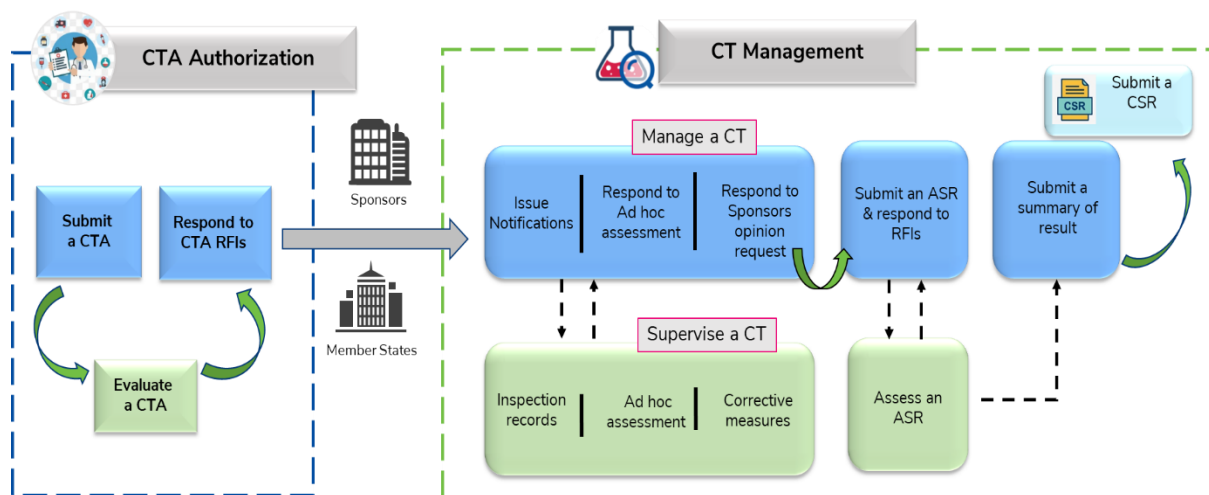 CTA Authorization
CT Management
Submit a
CSR
CSR
Manage a CT
Sponsors
Submit
a CTA
Respond to
CTA RFIs
Issue
Notifications
Respond to
Ad hoc
assessment
Respond to
Sponsors
opinion
request
Submit an ASR
& respond to
RFIs
Submit a
summary of
result
Member States
Supervise a CT
Evaluate
a CTA
Inspection
records
Ad hoc
assessment
Corrective
measures
Assess an
ASR